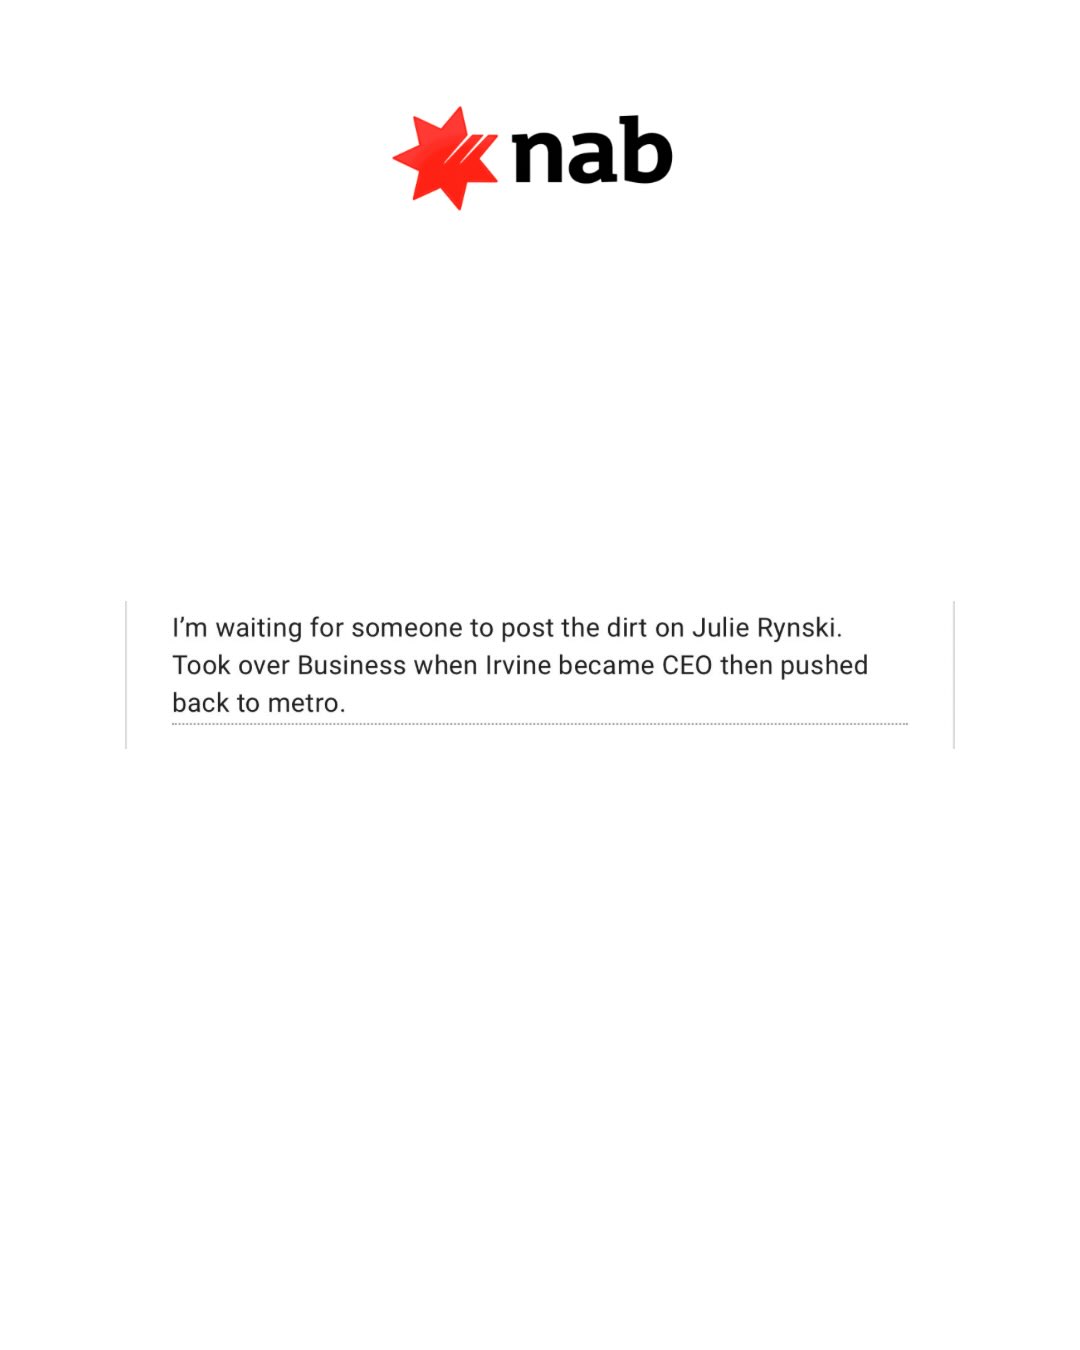 nab
I’m waiting for someone to post the dirt on Julie Rynski.
Took over Business when Irvine became CEO then pushed
back to metro.